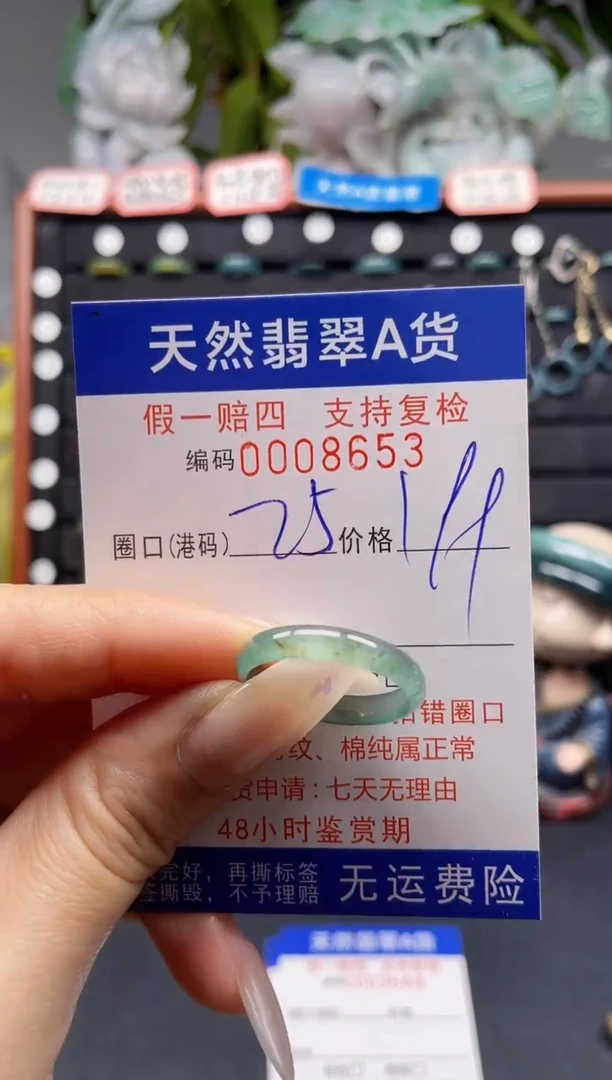 天然翡翠A货
假一赔四 支持复检
编码0008653
圈口(港码) 25 价格
错圈口
纹、棉纯属正常
货申请：七天无理由
48小时鉴赏期
完好，再撕标签
签撕毁，不予理赔
无运费险